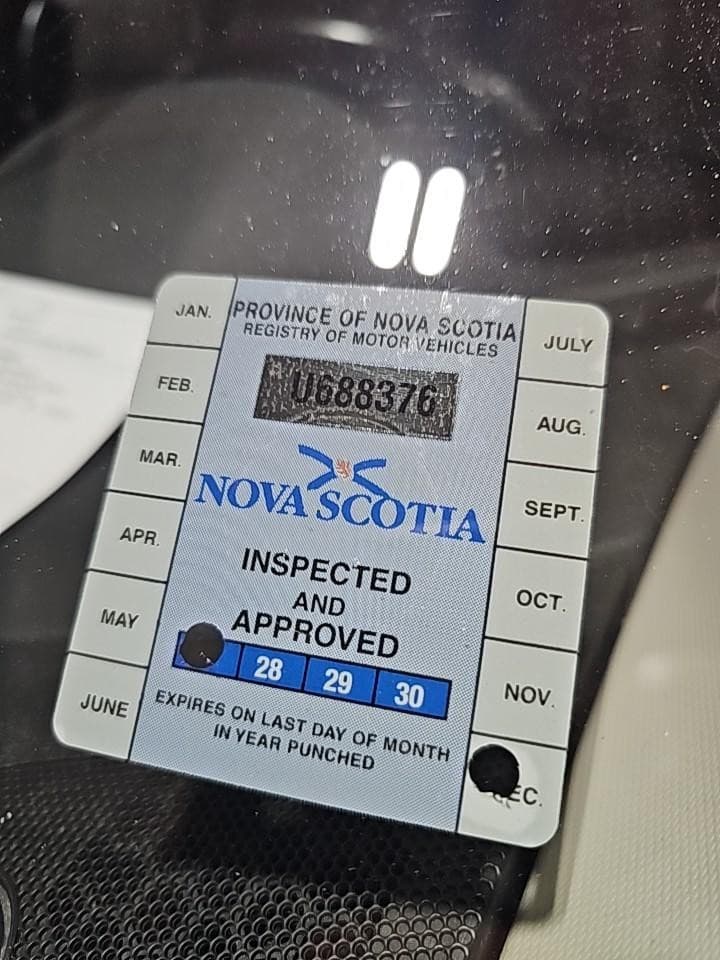 JAN.
FEB.
MAR.
APR.
MAY
JUNE
PROVINCE OF NOVA SCOTIA
REGISTRY OF MOTOR VEHICLES
U688376
NOVA SCOTIA
INSPECTED
AND
APPROVED
28 29 30
EXPIRES ON LAST DAY OF MONTH
IN YEAR PUNCHED
JULY
AUG.
SEPT.
OCT.
NOV.
EC.